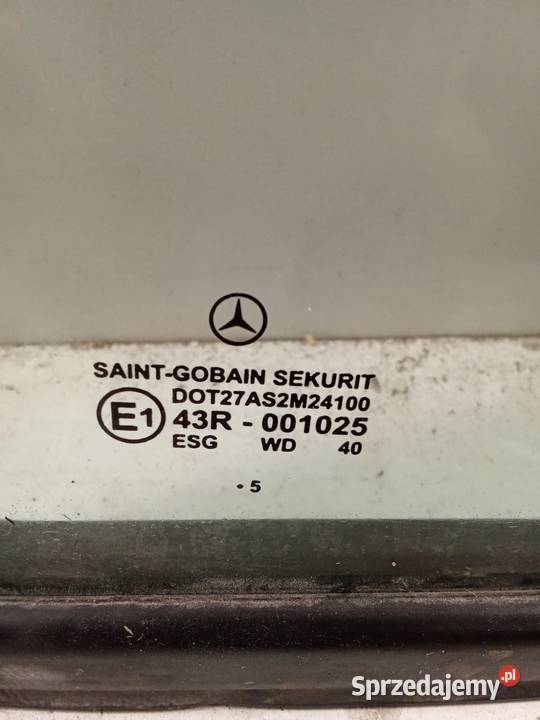 SAINT-GOBAIN SEKURIT
DOT27AS2M24100
E1 43R - 001025
ESG WD 40
.5
Sprzedajemy.pl